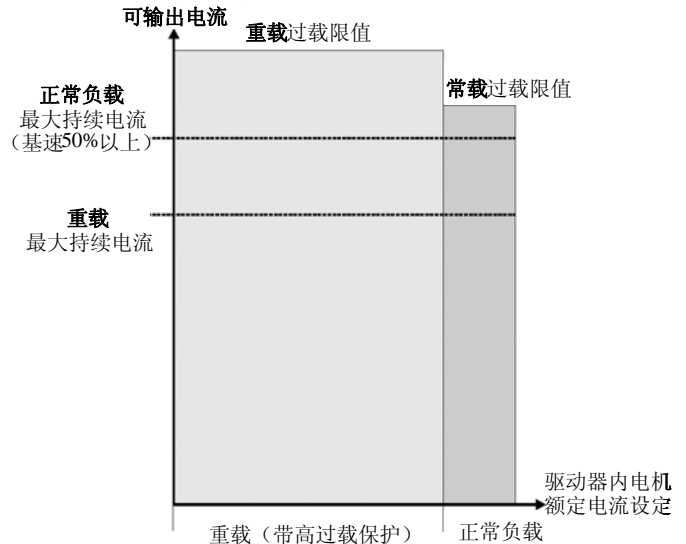 可输出电流
重载过载限值
正常负载
最大持续电流
（基速50%以上）
常载过载限值
重载
最大持续电流
驱动器内电机
额定电流设定
重载（带高过载保护）
正常负载